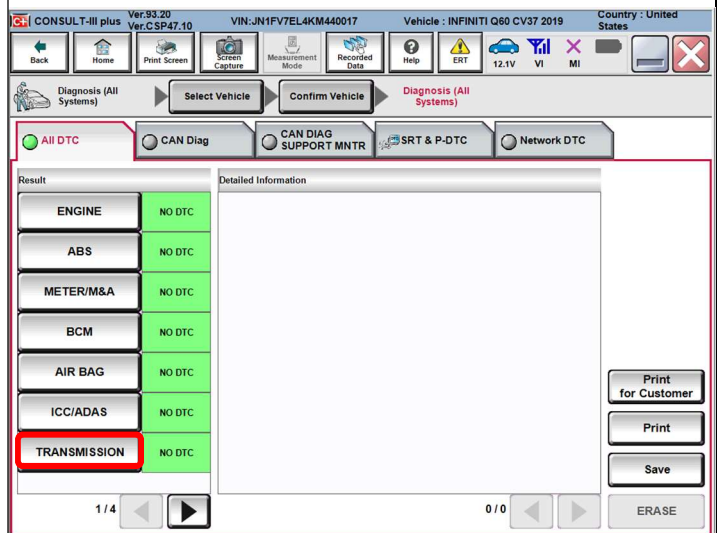 C+ CONSULT-III plus Ver.93.20 Ver.CSP47.10 VIN:JN1FV7EL4KM440017 Vehicle : INFINITI Q60 CV37 2019 Country : United States
Back
Home
Print Screen
Screen Capture
Measurement Mode
Recorded Data
Help
ERT
12.1V
VI
MI
Diagnosis (All Systems)
Select Vehicle
Confirm Vehicle
Diagnosis (All Systems)
All DTC
CAN Diag
CAN DIAG SUPPORT MNTR
SRT & P-DTC
Network DTC
Result
Detailed Information
ENGINE NO DTC
ABS NO DTC
METER/M&A NO DTC
BCM NO DTC
AIR BAG NO DTC
ICC/ADAS NO DTC
TRANSMISSION NO DTC
1/4
0/0
Print for Customer
Print
Save
ERASE